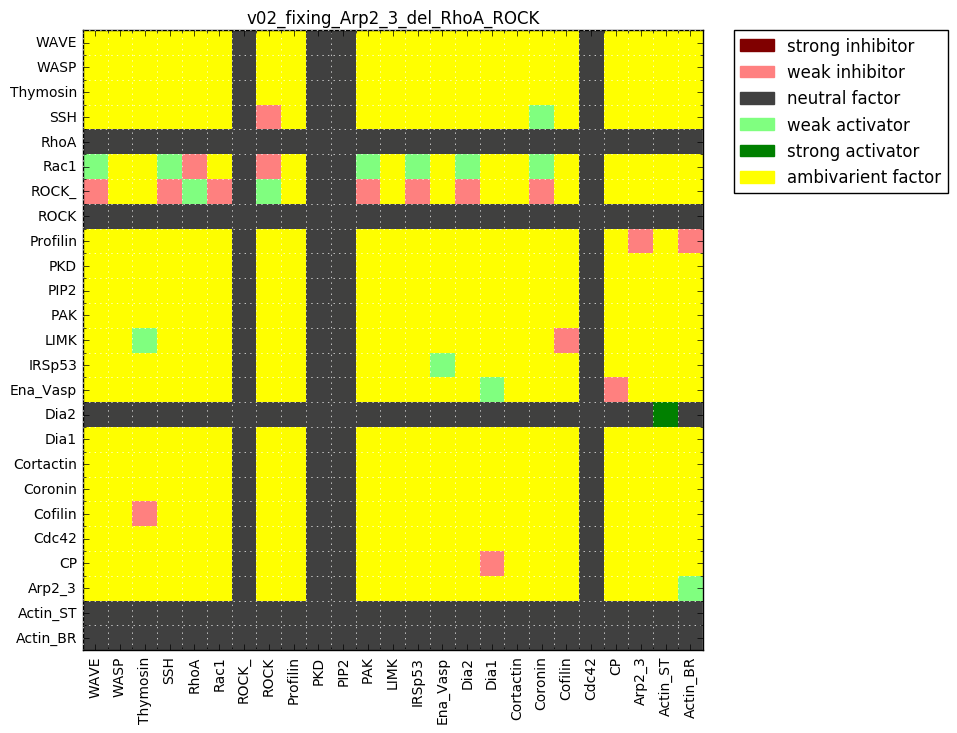 v02_fixing_Arp2_3_del_RhoA_ROCK
WAVE
WASP
Thymosin
SSH
RhoA
Rac1
ROCK_
ROCK
Profilin
PKD
PIP2
PAK
LIMK
IRSp53
Ena_Vasp
Dia2
Dia1
Cortactin
Coronin
Cofilin
Cdc42
CP
Arp2_3
Actin_ST
Actin_BR
WAVE
WASP
Thymosin
SSH
RhoA
Rac1
ROCK_
ROCK
Profilin
PKD
PIP2
PAK
LIMK
IRSp53
Ena_Vasp
Dia2
Dia1
Cortactin
Coronin
Cofilin
Cdc42
CP
Arp2_3
Actin_ST
Actin_BR
strong inhibitor
weak inhibitor
neutral factor
weak activator
strong activator
ambivarient factor